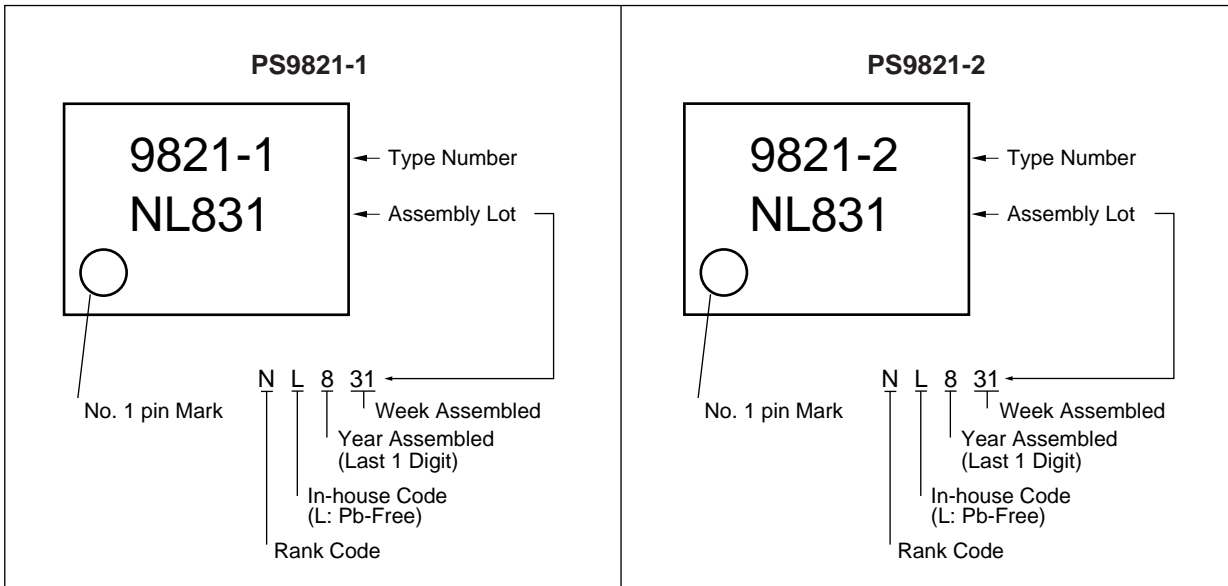 PS9821-1
9821-1
NL831
Type Number
Assembly Lot
No. 1 pin Mark
N L 8 31
Week Assembled
Year Assembled
(Last 1 Digit)
In-house Code
(L: Pb-Free)
Rank Code
PS9821-2
9821-2
NL831
Type Number
Assembly Lot
No. 1 pin Mark
N L 8 31
Week Assembled
Year Assembled
(Last 1 Digit)
In-house Code
(L: Pb-Free)
Rank Code